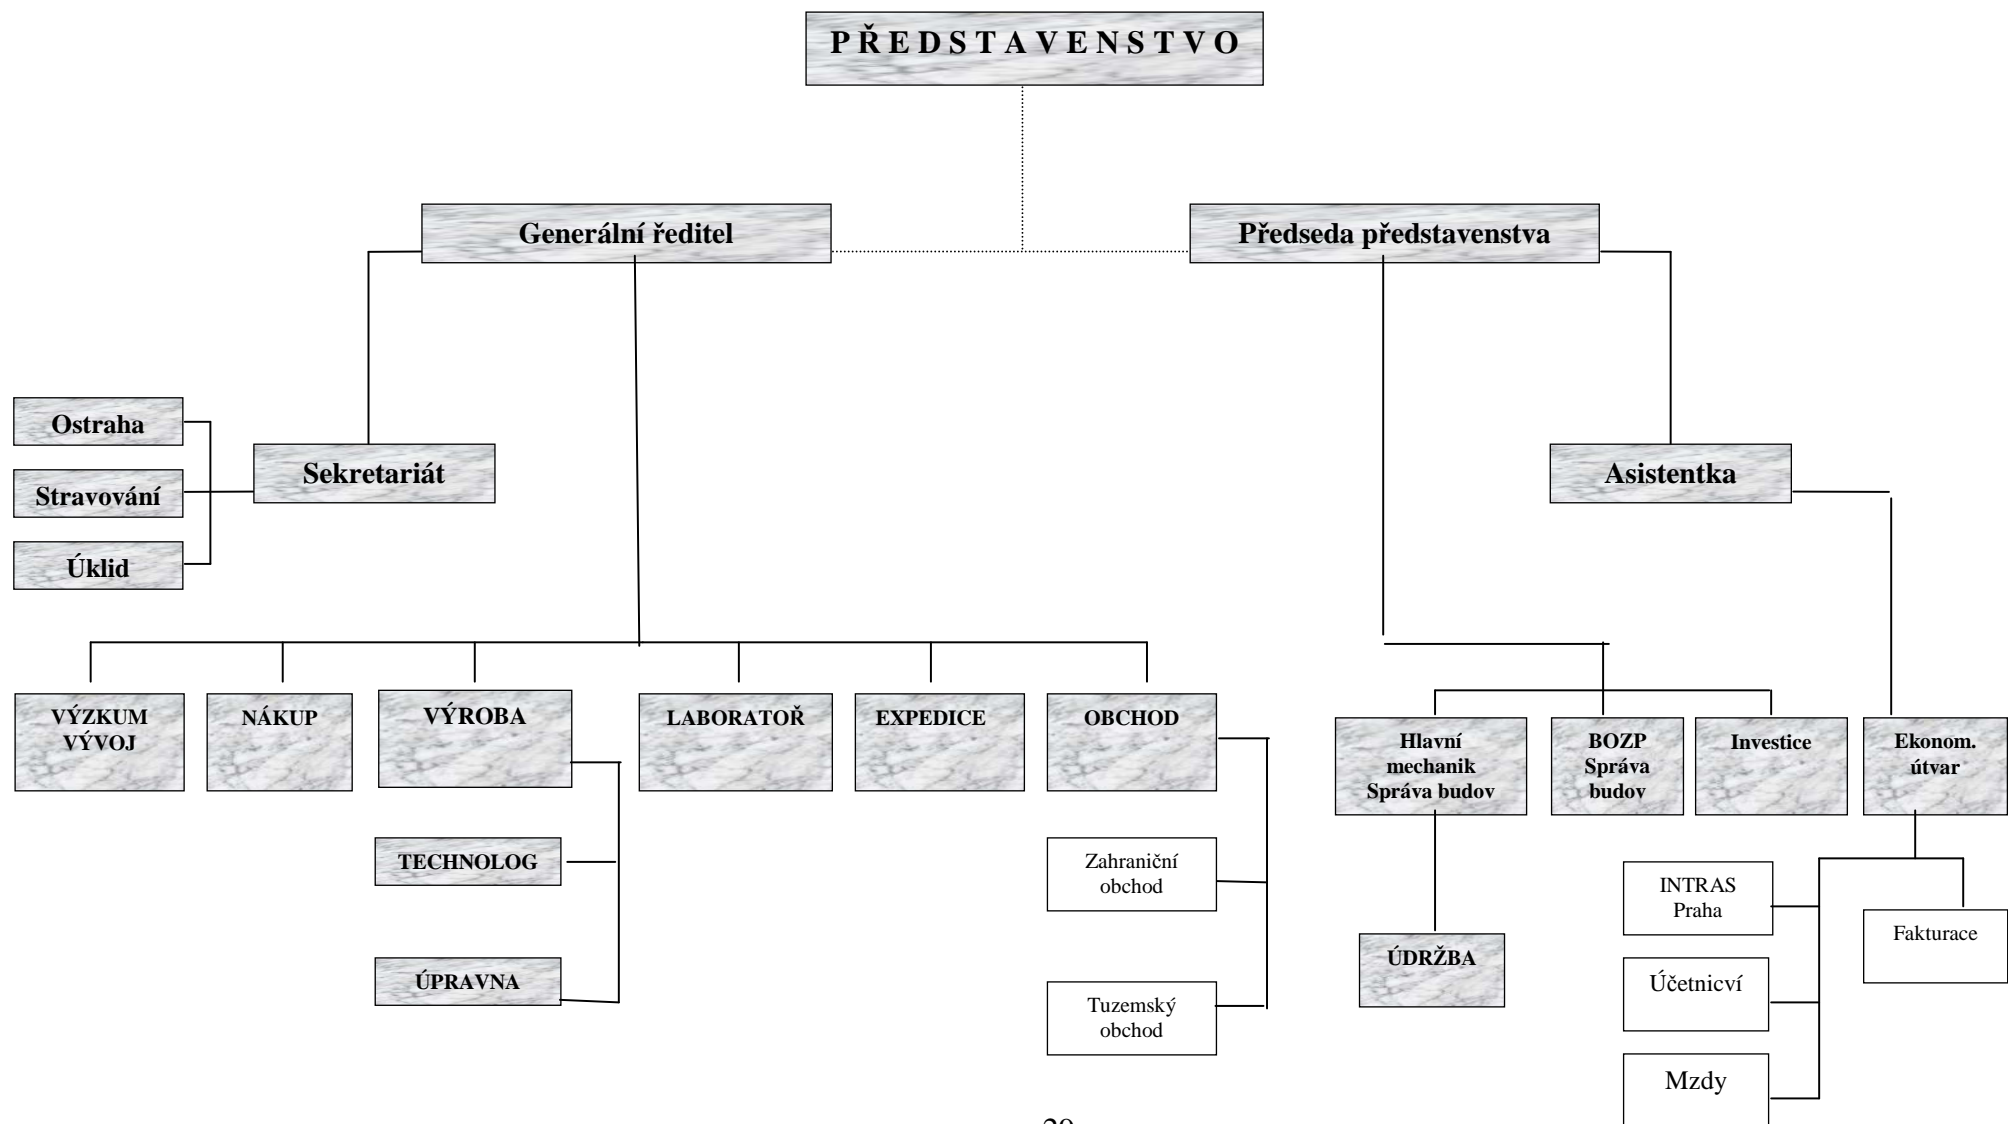 P Ř E D S T A V E N S T V O
Generální ředitel
Předseda představenstva
Ostraha
Stravování
Úklid
Sekretariát
Asistentka
VÝZKUM
VÝVOJ
NÁKUP
VÝROBA
LABORATOŘ
EXPEDICE
OBCHOD
Hlavní
mechanik
Správa budov
BOZP
Správa
budov
Investice
Ekonom.
útvar
TECHNOLOG
ÚPRAVNA
Zahraniční
obchod
Tuzemský
obchod
ÚDRŽBA
INTRAS
Praha
Účetnicví
Mzdy
Fakturace